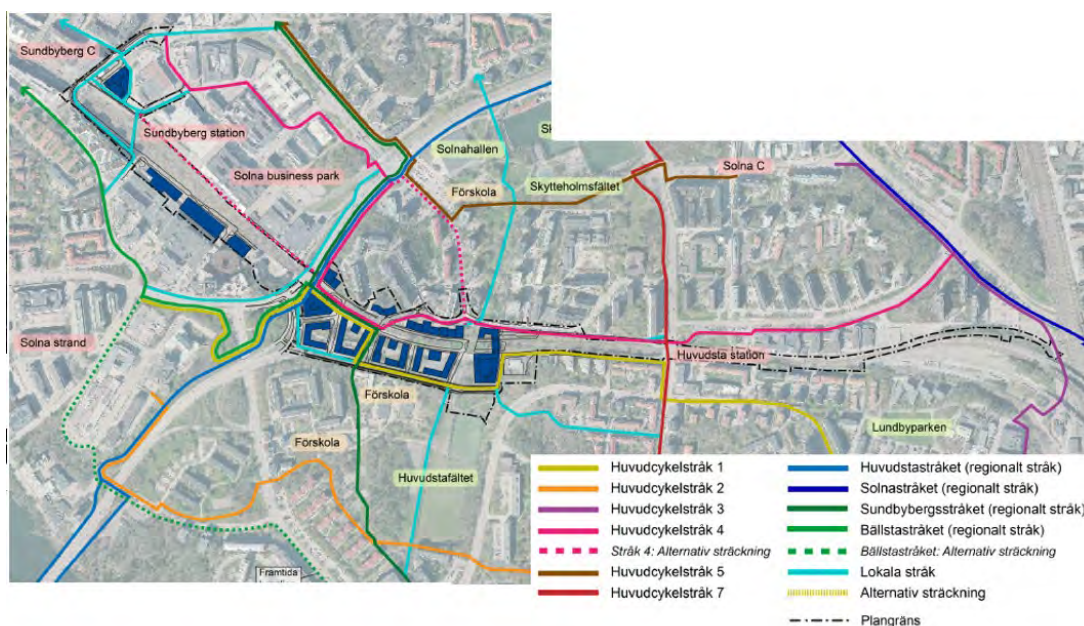 Sundbyberg C
Sundbyberg station
Solna business park
Solnahallen
Förskola
Skytteholmsfältet
Solna C
Solna strand
Huvudsta station
Förskola
Förskola
Huvudstafältet
Lundbyparken
Framtida
Huvudcykelstråk 1
Huvudcykelstråk 2
Huvudcykelstråk 3
Huvudcykelstråk 4
Stråk 4: Alternativ sträckning
Huvudcykelstråk 5
Huvudcykelstråk 7
Huvudstastråket (regionalt stråk)
Solnastråket (regionalt stråk)
Sundbybergsstråket (regionalt stråk)
Bällstastråket (regionalt stråk)
Bällstastråket: Alternativ sträckning
Lokala stråk
Alternativ sträckning
Plangräns